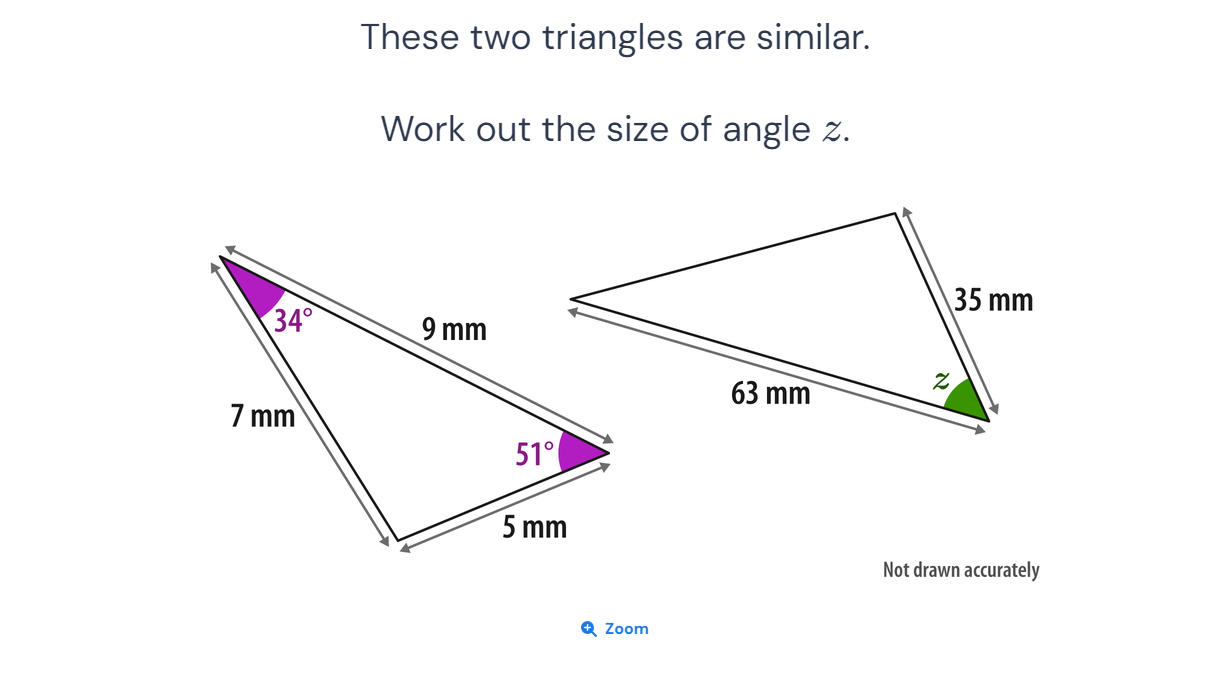 These two triangles are similar.
Work out the size of angle z.
34°
9 mm
7 mm
51°
5 mm
35 mm
z
63 mm
Not drawn accurately
Zoom